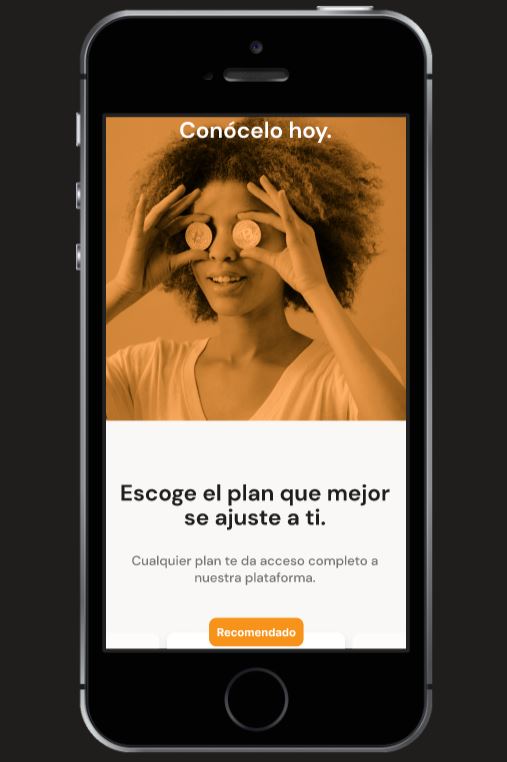 Conócelo hoy.
Escoge el plan que mejor
se ajuste a ti.
Cualquier plan te da acceso completo a
nuestra plataforma.
Recomendado